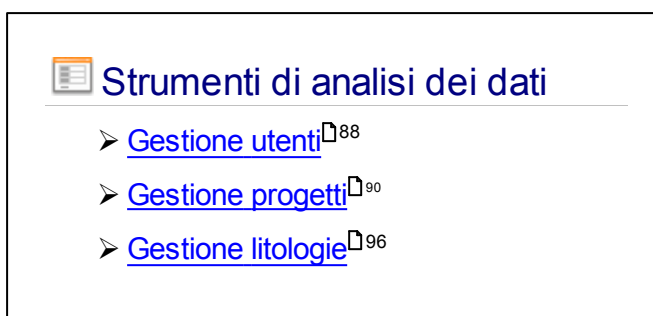 Strumenti di analisi dei dati
Gestione utenti 88
Gestione progetti 90
Gestione litologie 96